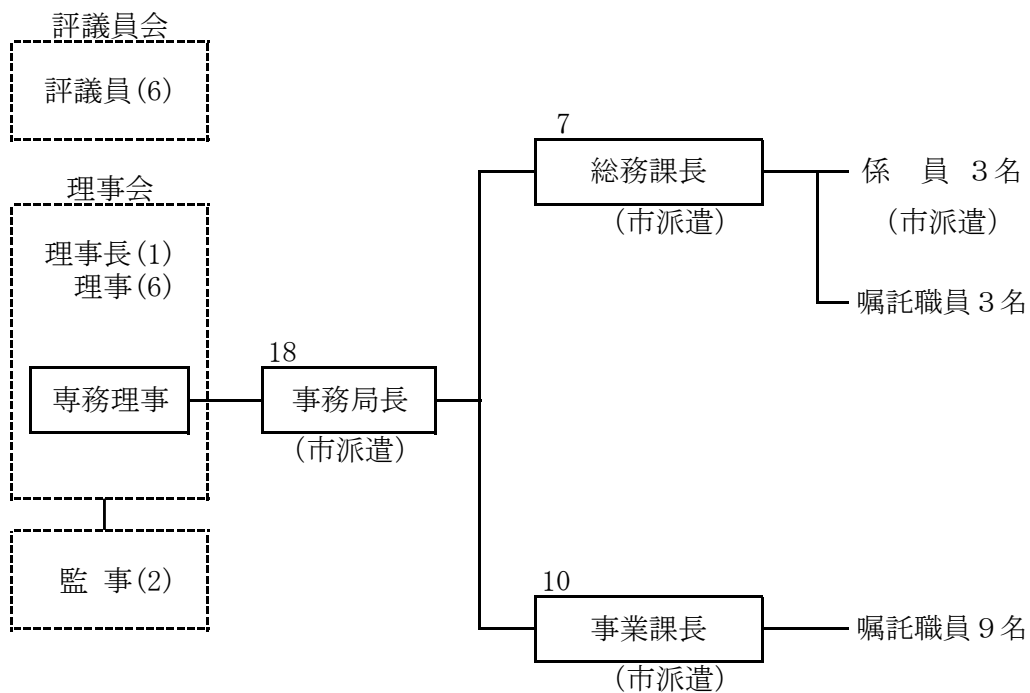 評議員会
評議員(6)
理事会
理事長(1)
理事(6)
専務理事
監 事(2)
18
事務局長
(市派遣)
7
総務課長
(市派遣)
係 員 3名
(市派遣)
嘱託職員3名
10
事業課長
(市派遣)
嘱託職員9名